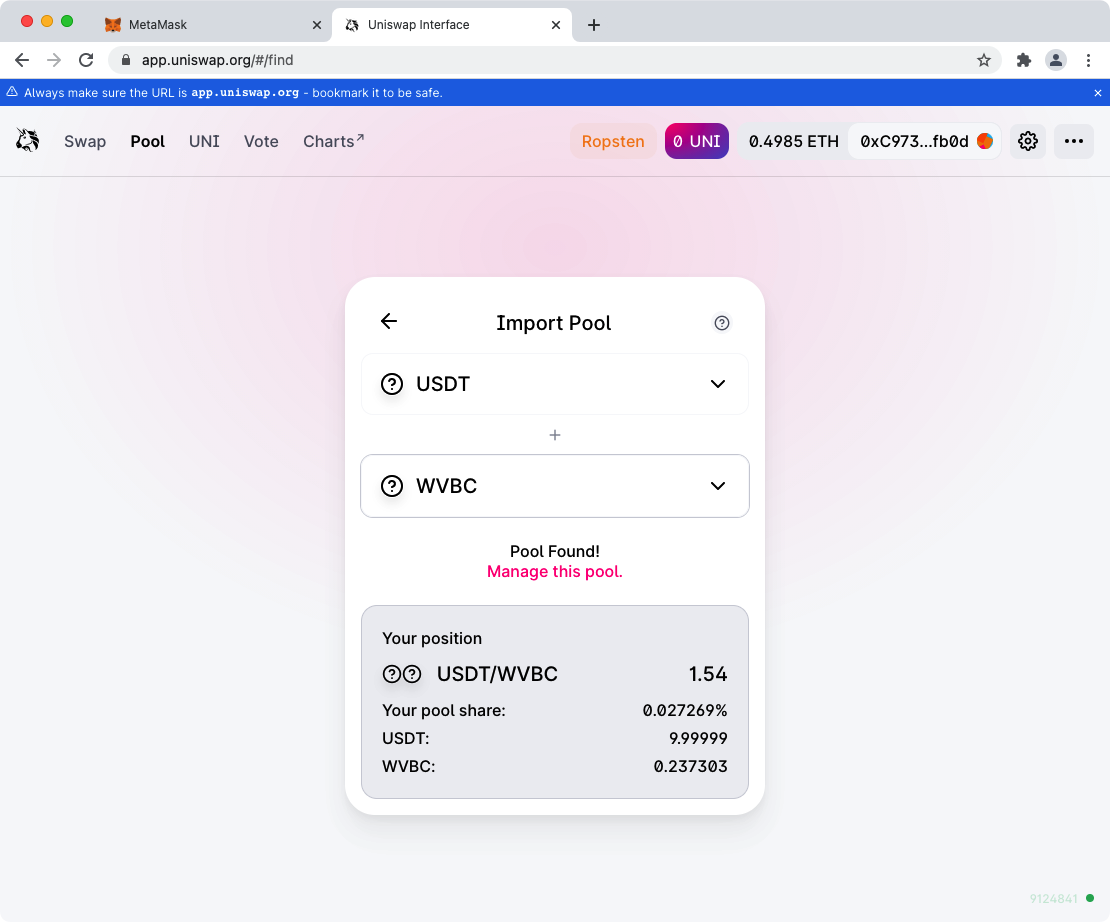 MetaMask
Uniswap Interface
app.uniswap.org/#/find
Always make sure the URL is app.uniswap.org - bookmark it to be safe.
Swap Pool UNI Vote Charts↗ Ropsten 0 UNI 0.4985 ETH 0xC973...fb0d
Import Pool
USDT
+
WVBC
Pool Found!
Manage this pool.
Your position
USDT/WVBC 1.54
Your pool share: 0.027269%
USDT: 9.99999
WVBC: 0.237303
9124841